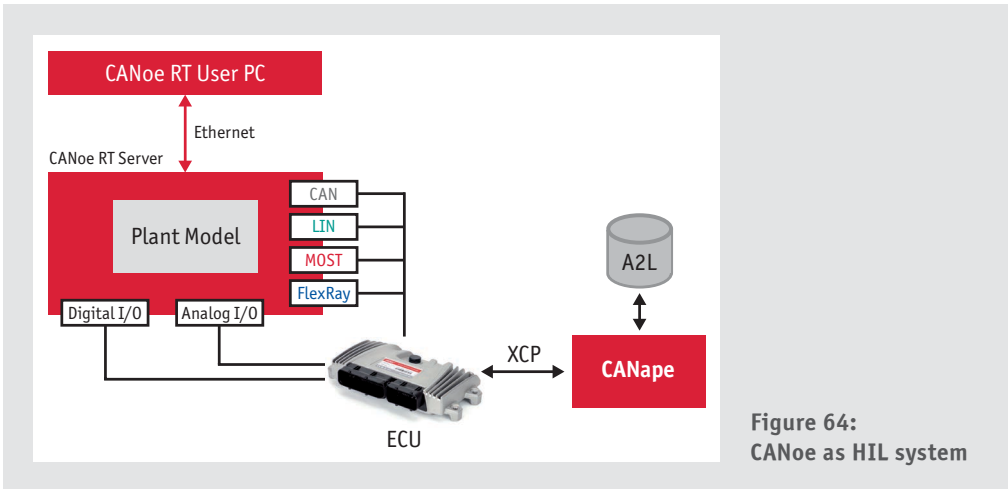 CANoe RT User PC
Ethernet
CANoe RT Server
Plant Model
CAN
LIN
MOST
FlexRay
Digital I/O
Analog I/O
ECU
XCP
A2L
CANape
Figure 64:
CANoe as HIL system